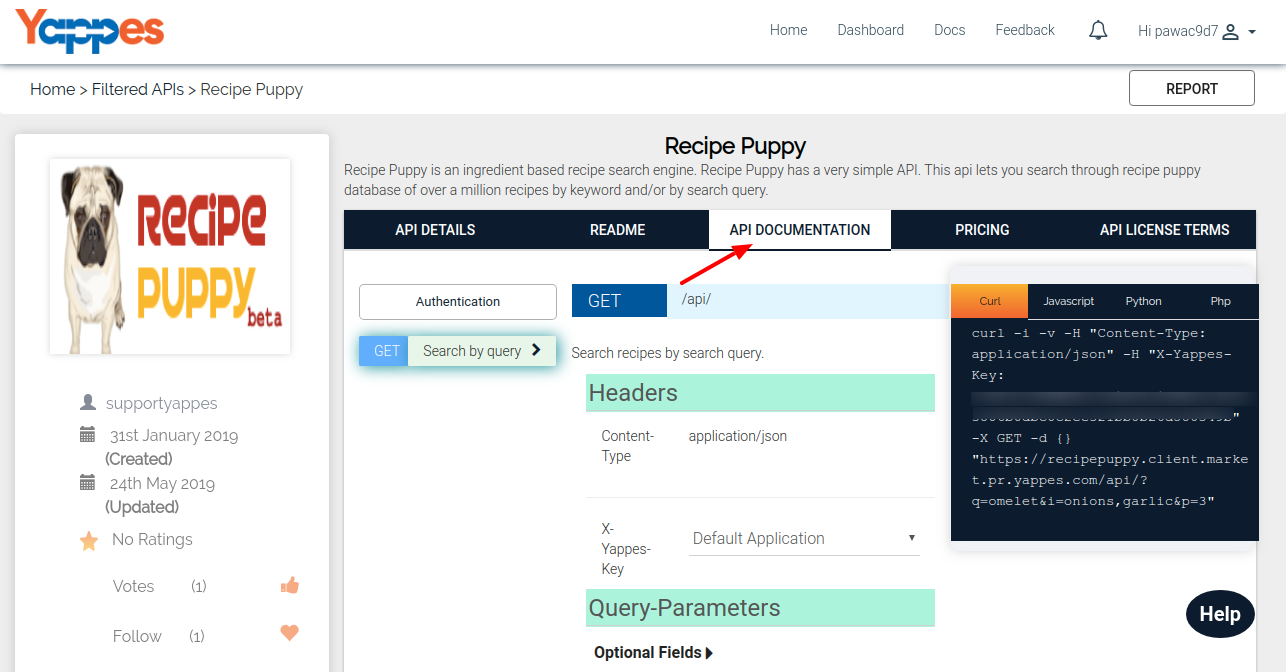 Yappes
Home
Dashboard
Docs
Feedback
Hi pawac9d7
Home > Filtered APIs > Recipe Puppy
REPORT
RECIPE
PUPPY
beta
supportyappes
31st January 2019
(Created)
24th May 2019
(Updated)
No Ratings
Votes (1)
Follow (1)
Recipe Puppy
Recipe Puppy is an ingredient based recipe search engine. Recipe Puppy has a very simple API. This api lets you search through recipe puppy
database of over a million recipes by keyword and/or by search query.
API DETAILS
README
API DOCUMENTATION
PRICING
API LICENSE TERMS
Authentication
GET Search by query
GET /api/
Search recipes by search query.
Headers
Content-
Type
application/json
X-
Yappes-
Key
Default Application
Query-Parameters
Optional Fields
Curl
Javascript
Python
Php
curl -i -v -H "Content-Type:
application/json" -H "X-Yappes-
Key:
"
-X GET -d {}
"https://recipepuppy.client.marke
t.pr.yappes.com/api/?
q=omelet&i=onions,garlic&p=3"
Help